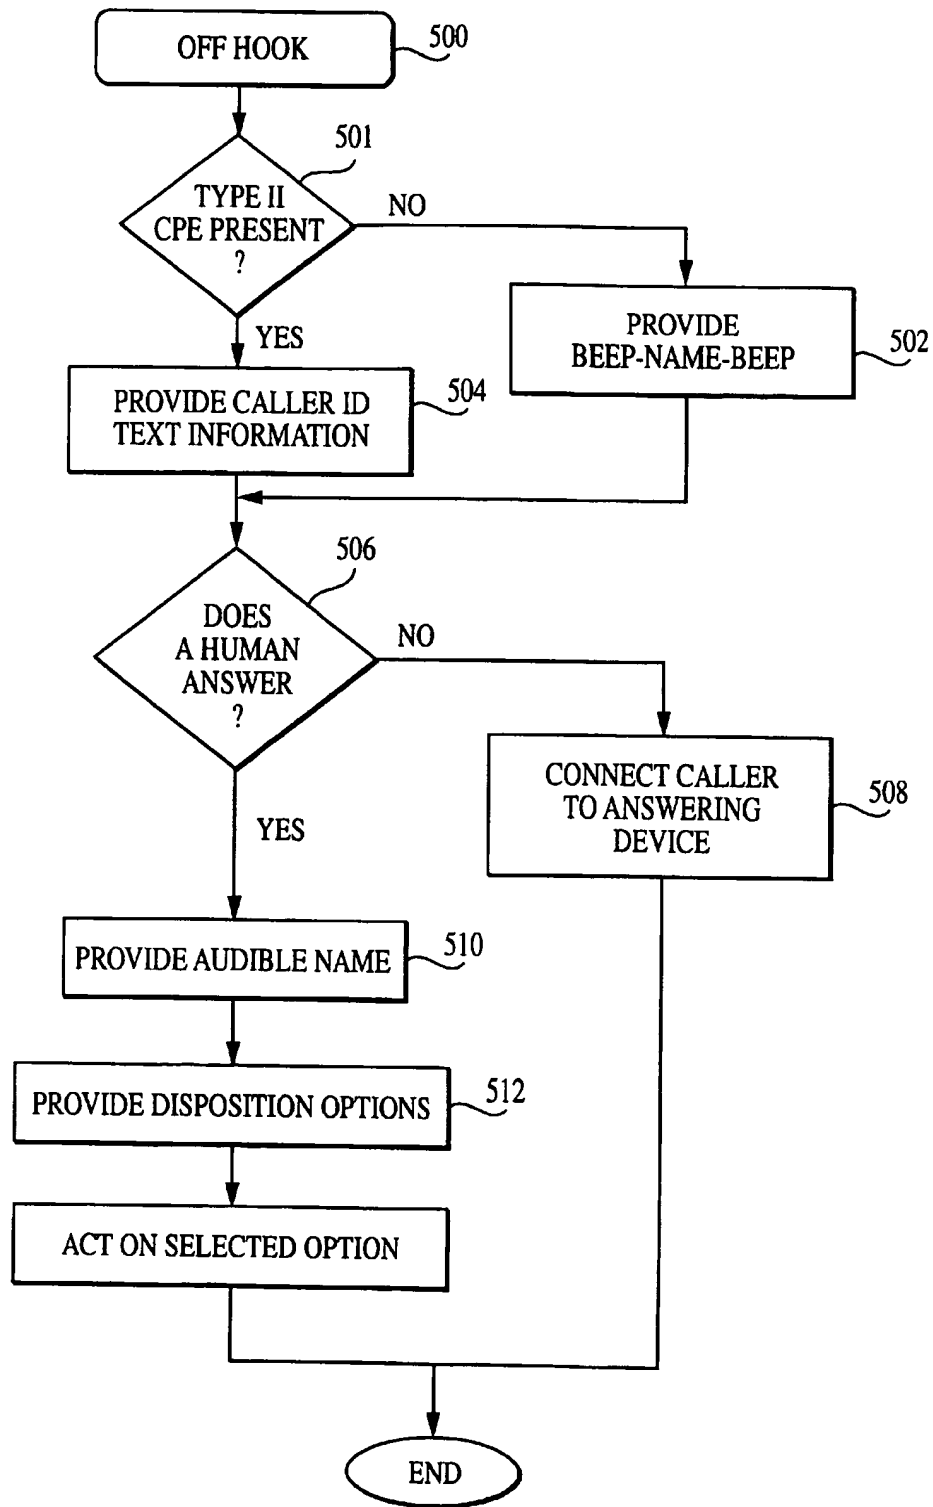 OFF HOOK
500
501
TYPE II
CPE PRESENT
?
NO
YES
PROVIDE
BEEP-NAME-BEEP
502
PROVIDE CALLER ID
TEXT INFORMATION
504
506
DOES
A HUMAN
ANSWER
?
NO
YES
CONNECT CALLER
TO ANSWERING
DEVICE
508
PROVIDE AUDIBLE NAME
510
PROVIDE DISPOSITION OPTIONS
512
ACT ON SELECTED OPTION
END